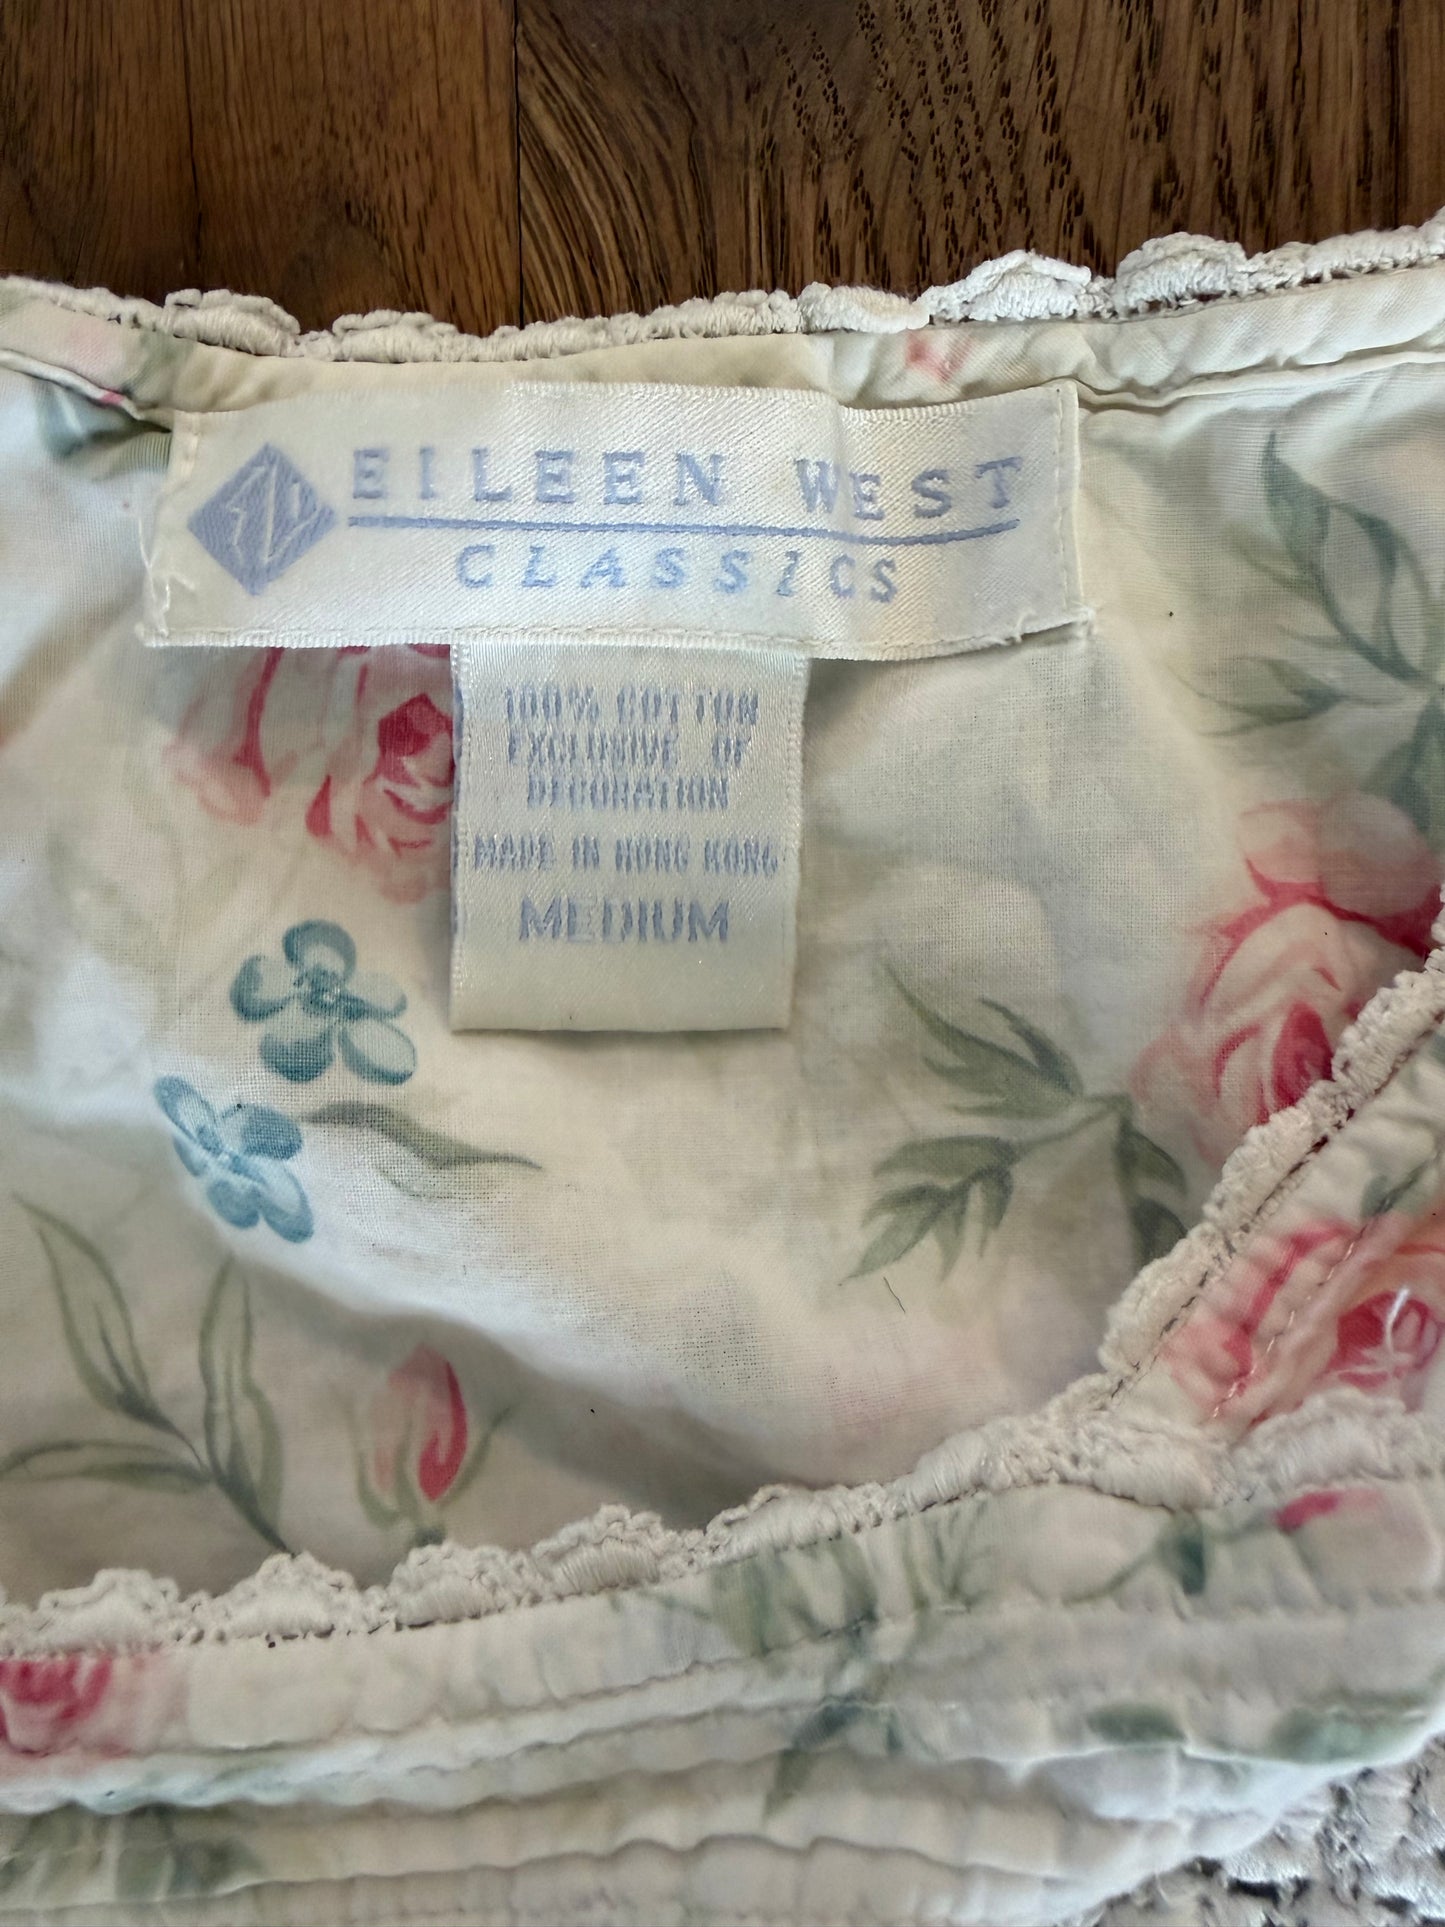 EILEEN WEST
CLASSICS
100% COTTON
EXCLUSIVE OF
DECORATION
MADE IN HONG KONG
MEDIUM